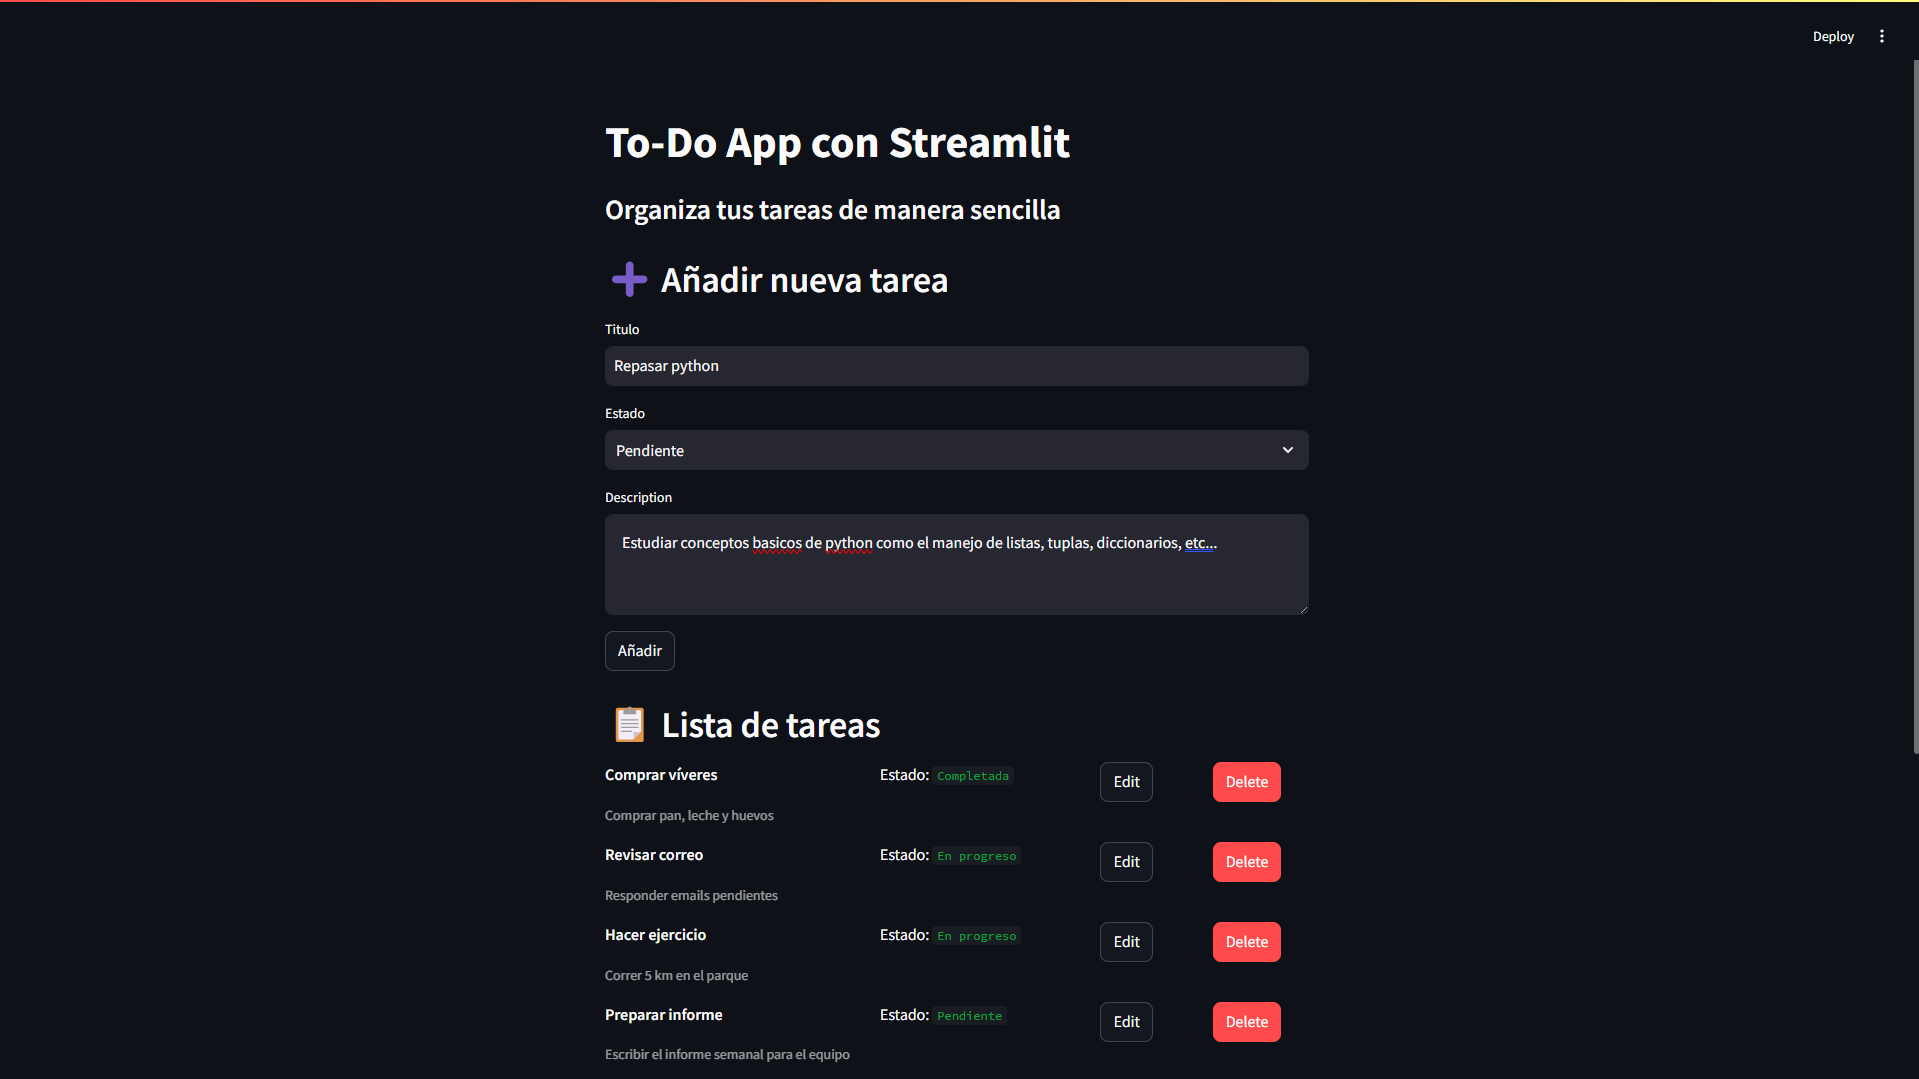 Deploy
To-Do App con Streamlit
Organiza tus tareas de manera sencilla
Añadir nueva tarea
Titulo
Repasar python
Estado
Pendiente
Description
Estudiar conceptos basicos de python como el manejo de listas, tuplas, diccionarios, etc...
Añadir
Lista de tareas
Comprar víveres Estado: Completada Edit Delete
Comprar pan, leche y huevos
Revisar correo Estado: En progreso Edit Delete
Responder emails pendientes
Hacer ejercicio Estado: En progreso Edit Delete
Correr 5 km en el parque
Preparar informe Estado: Pendiente Edit Delete
Escribir el informe semanal para el equipo